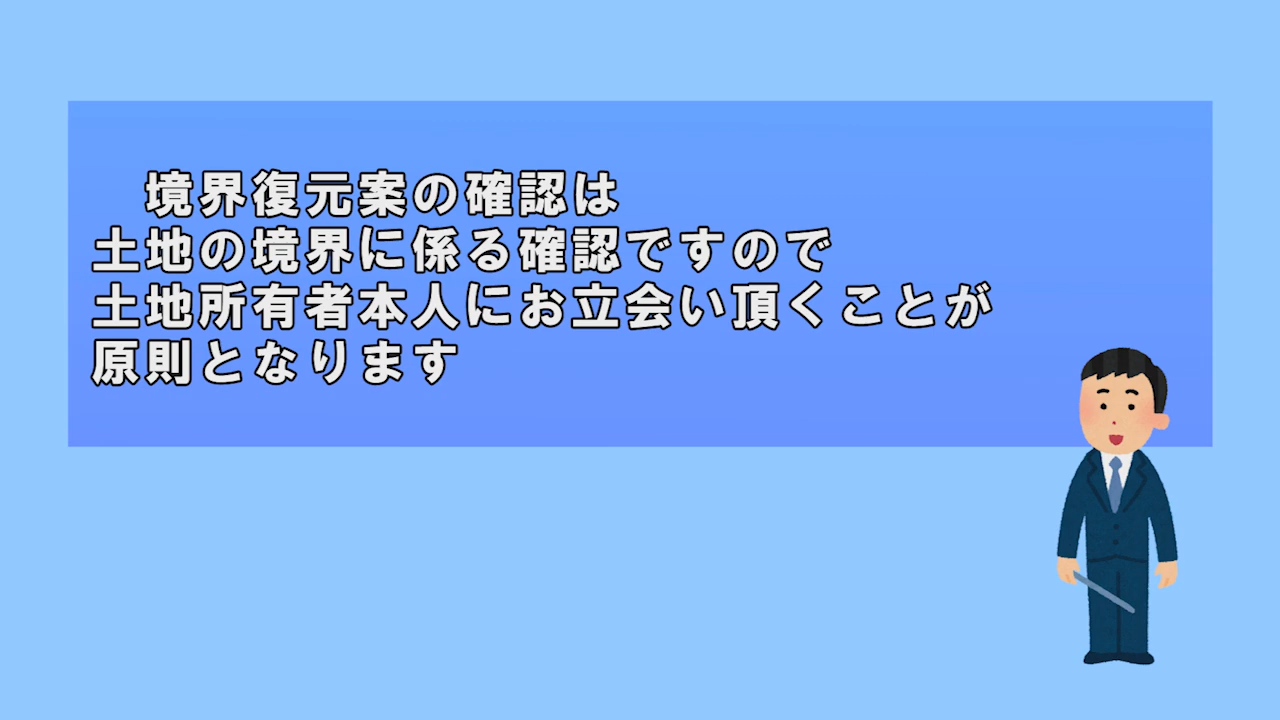 境界復元案の確認は
土地の境界に係る確認ですので
土地所有者本人にお立会い頂くことが
原則となります